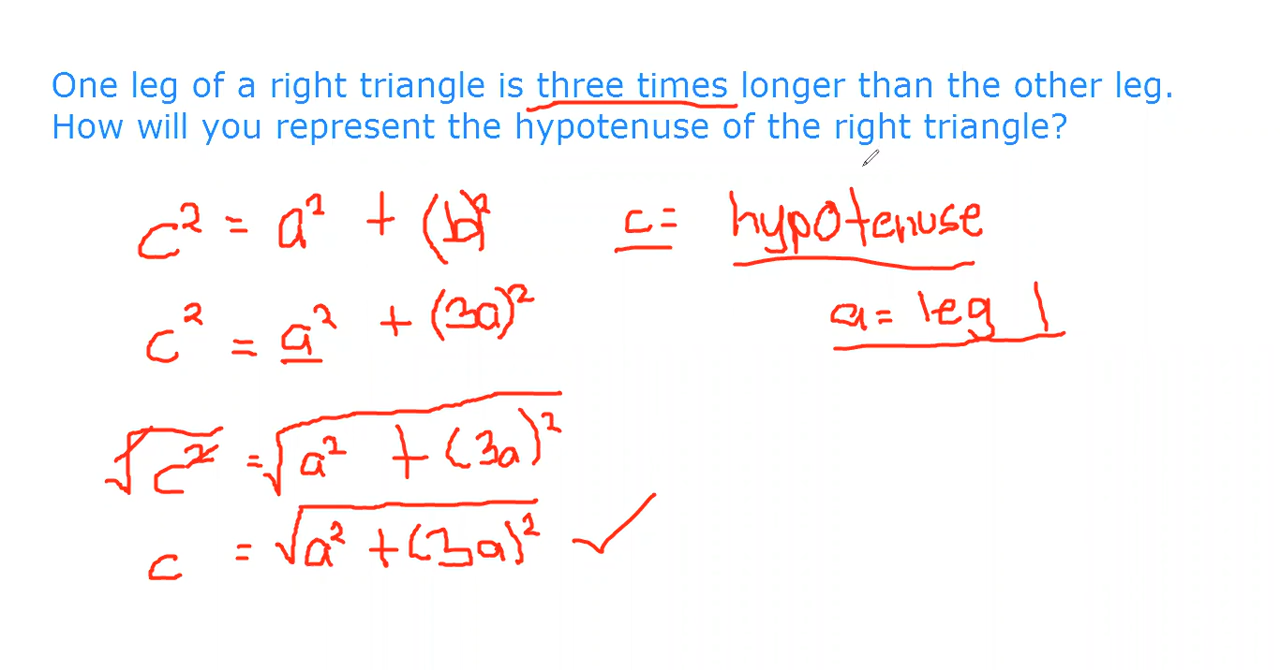 One leg of a right triangle is three times longer than the other leg.
How will you represent the hypotenuse of the right triangle?
c² = a² + (b)² c = hypotenuse
c² = a² + (3a)² a = leg 1
√c² = √a² + (3a)²
c = √a² + (3a)² ✓